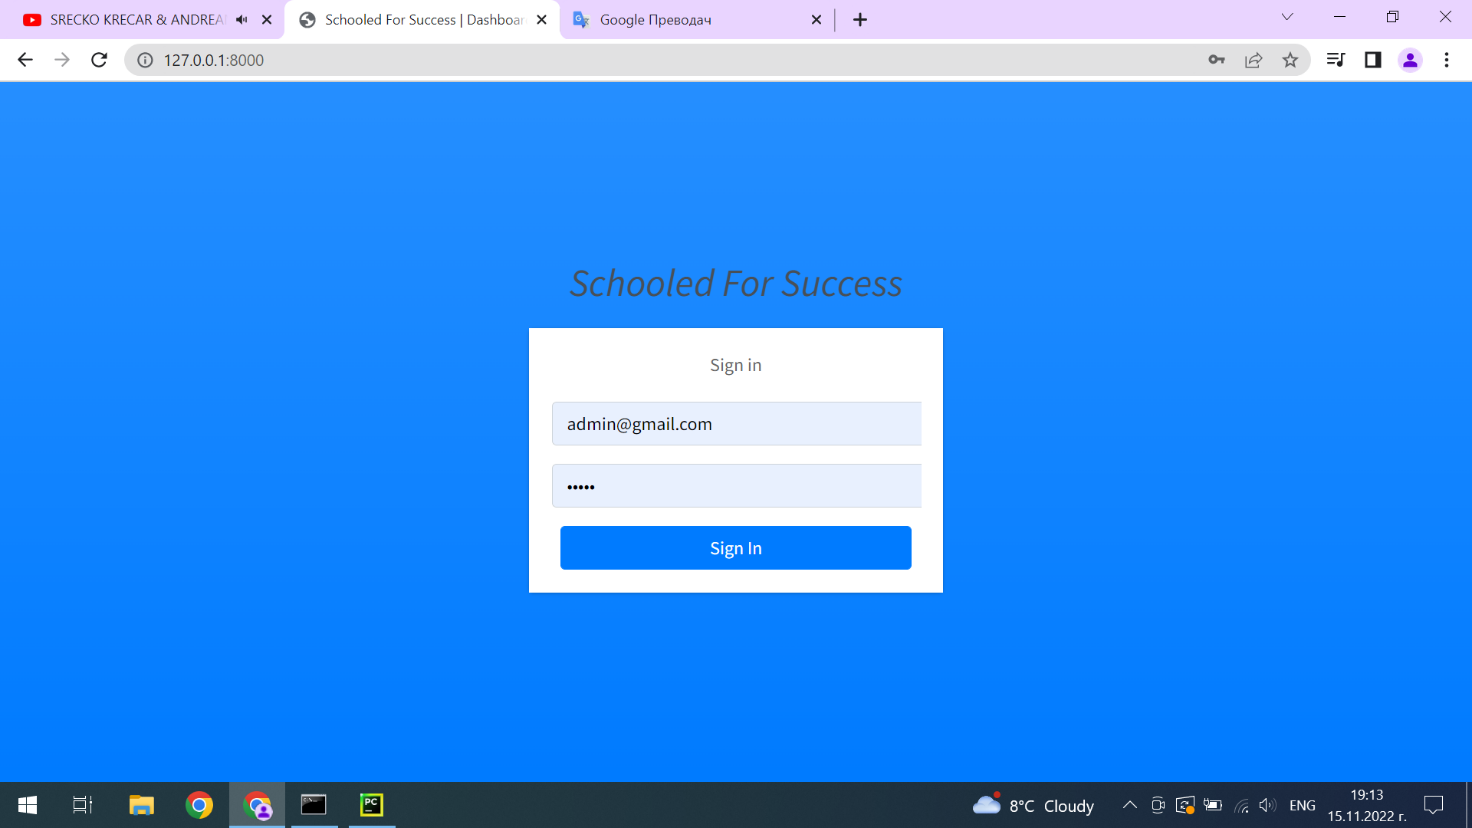 SRECKO KRECAR & ANDREA
Schooled For Success | Dashboar
Google Преводач
127.0.0.1:8000
Schooled For Success
Sign in
admin@gmail.com
•••••
Sign In
PC
8°C Cloudy
ENG
19:13
15.11.2022 г.